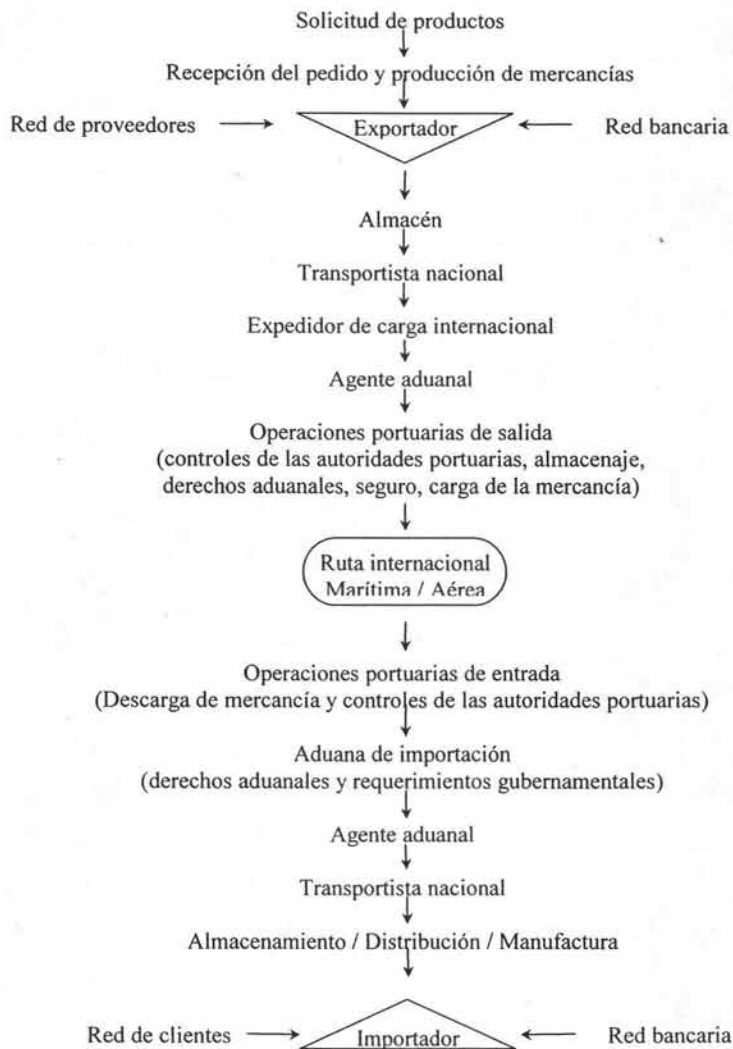 Solicitud de productos
Recepción del pedido y producción de mercancías
Red de proveedores
Exportador
Red bancaria
Almacén
Transportista nacional
Expedidor de carga internacional
Agente aduanal
Operaciones portuarias de salida
(controles de las autoridades portuarias, almacenaje,
derechos aduanales, seguro, carga de la mercancía)
Ruta internacional
Marítima / Aérea
Operaciones portuarias de entrada
(Descarga de mercancía y controles de las autoridades portuarias)
Aduana de importación
(derechos aduanales y requerimientos gubernamentales)
Agente aduanal
Transportista nacional
Almacenamiento / Distribución / Manufactura
Red de clientes
Importador
Red bancaria